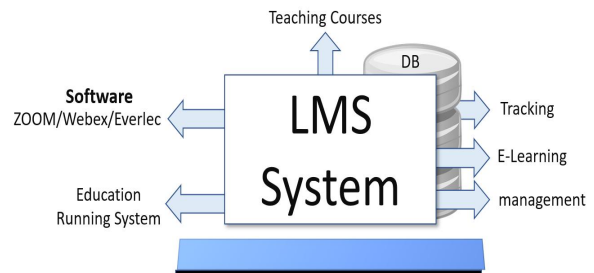 Teaching Courses
DB
Software
ZOOM/Webex/Everlec
LMS
System
Tracking
E-Learning
management
Education
Running System